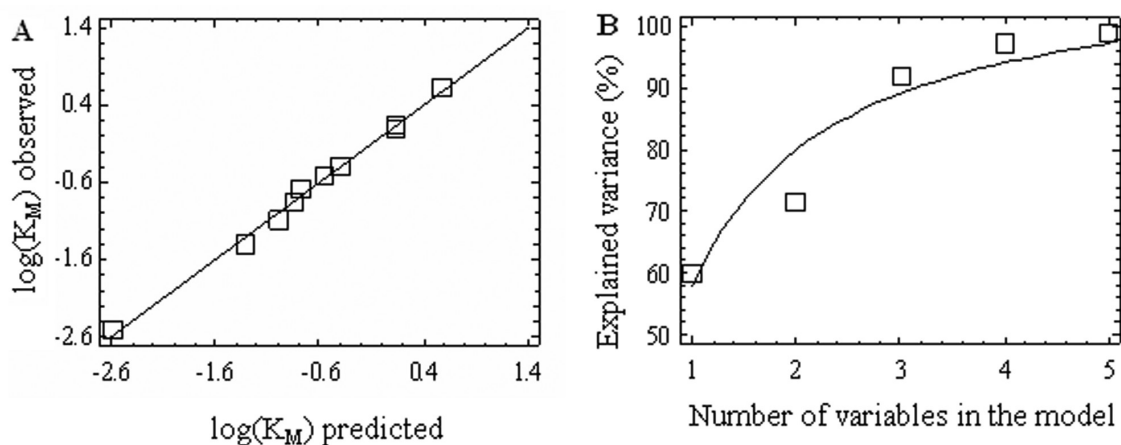 A
1.4
0.4
-0.6
-1.6
-2.6
log(K_M) observed
-2.6 -1.6 -0.6 0.4 1.4
log(K_M) predicted
B
100
90
80
70
60
50
Explained variance (%)
1 2 3 4 5
Number of variables in the model